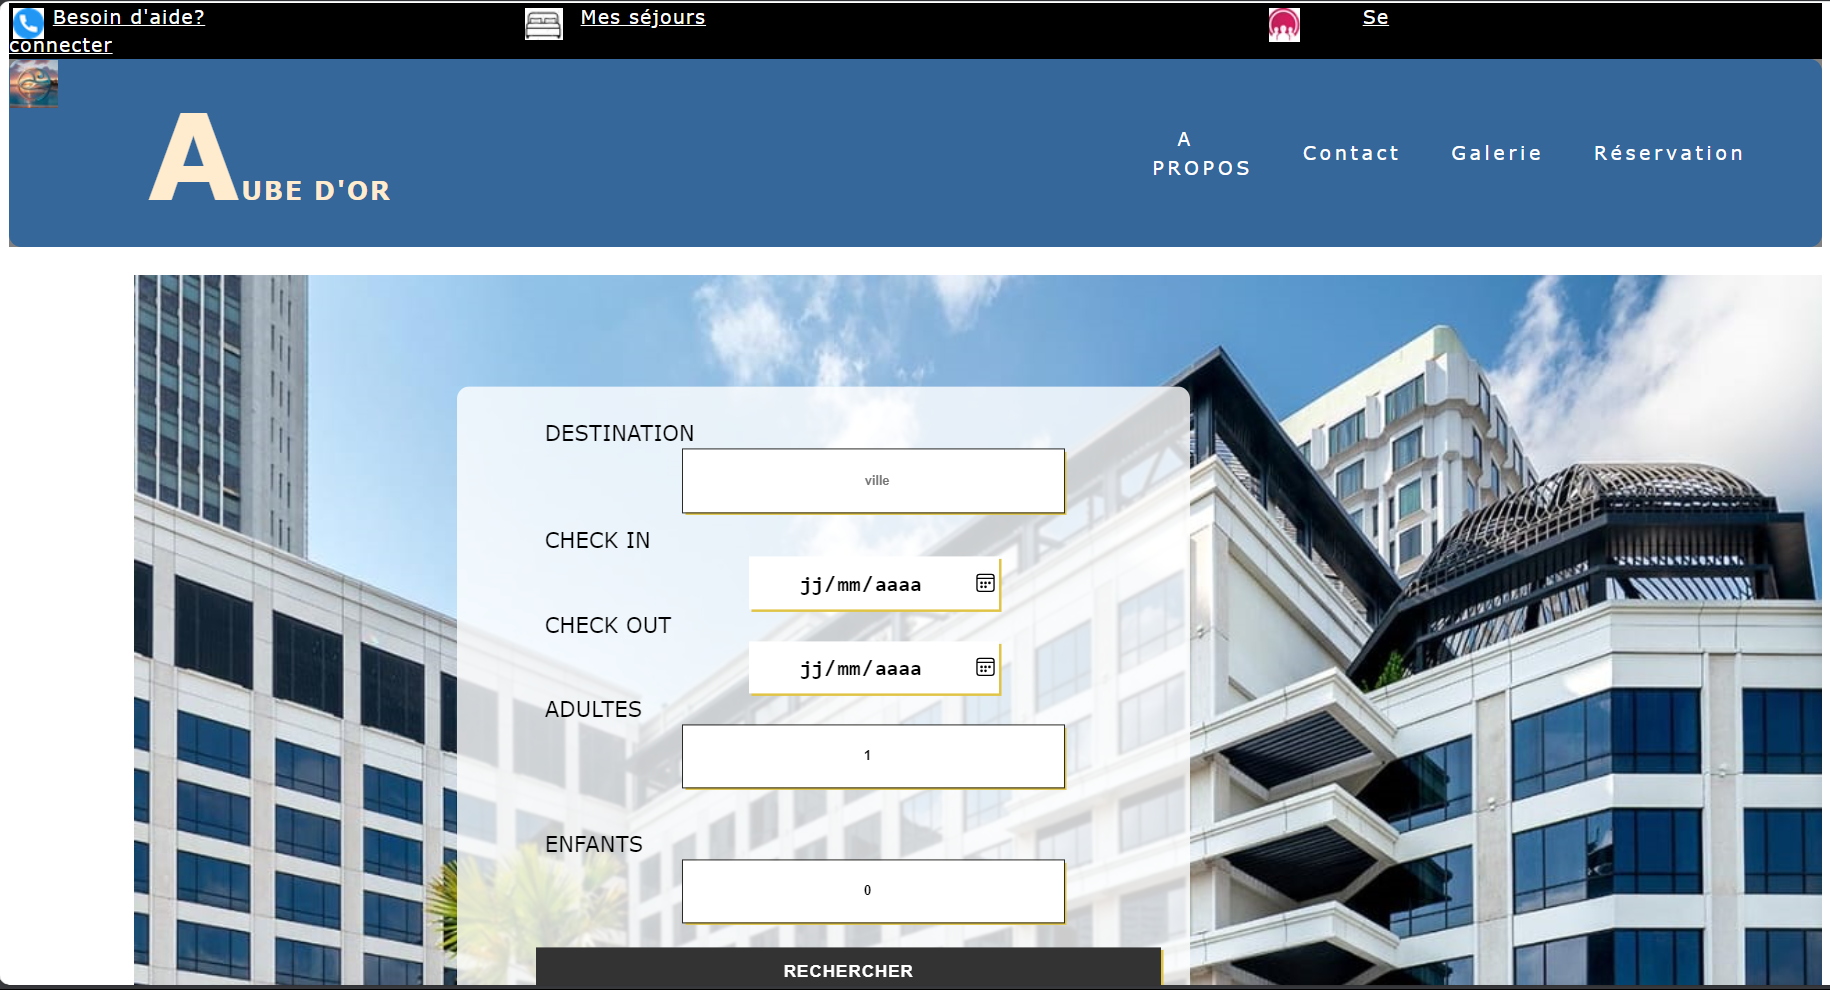 Besoin d'aide? Mes séjours Se
connecter
AUBE D'OR
A
PROPOS
Contact Galerie Réservation
DESTINATION
ville
CHECK IN
jj/mm/aaaa
CHECK OUT
jj/mm/aaaa
ADULTES
1
ENFANTS
0
RECHERCHER